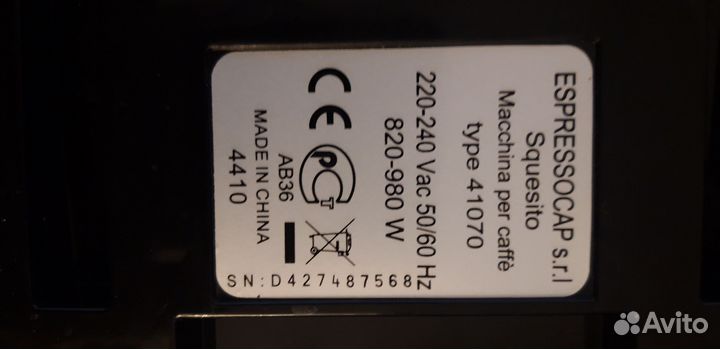 ESPRESSOCAP s.r.l
Squesito
Macchina per caffè
type 41070
220-240 Vac 50/60 Hz
820-980 W
CE
PCT
AB36
MADE IN CHINA
4410
SN:D427487568
Avito